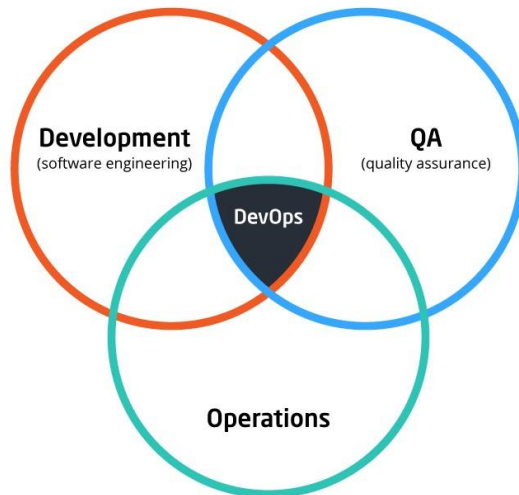 Development
(software engineering)
QA
(quality assurance)
DevOps
Operations